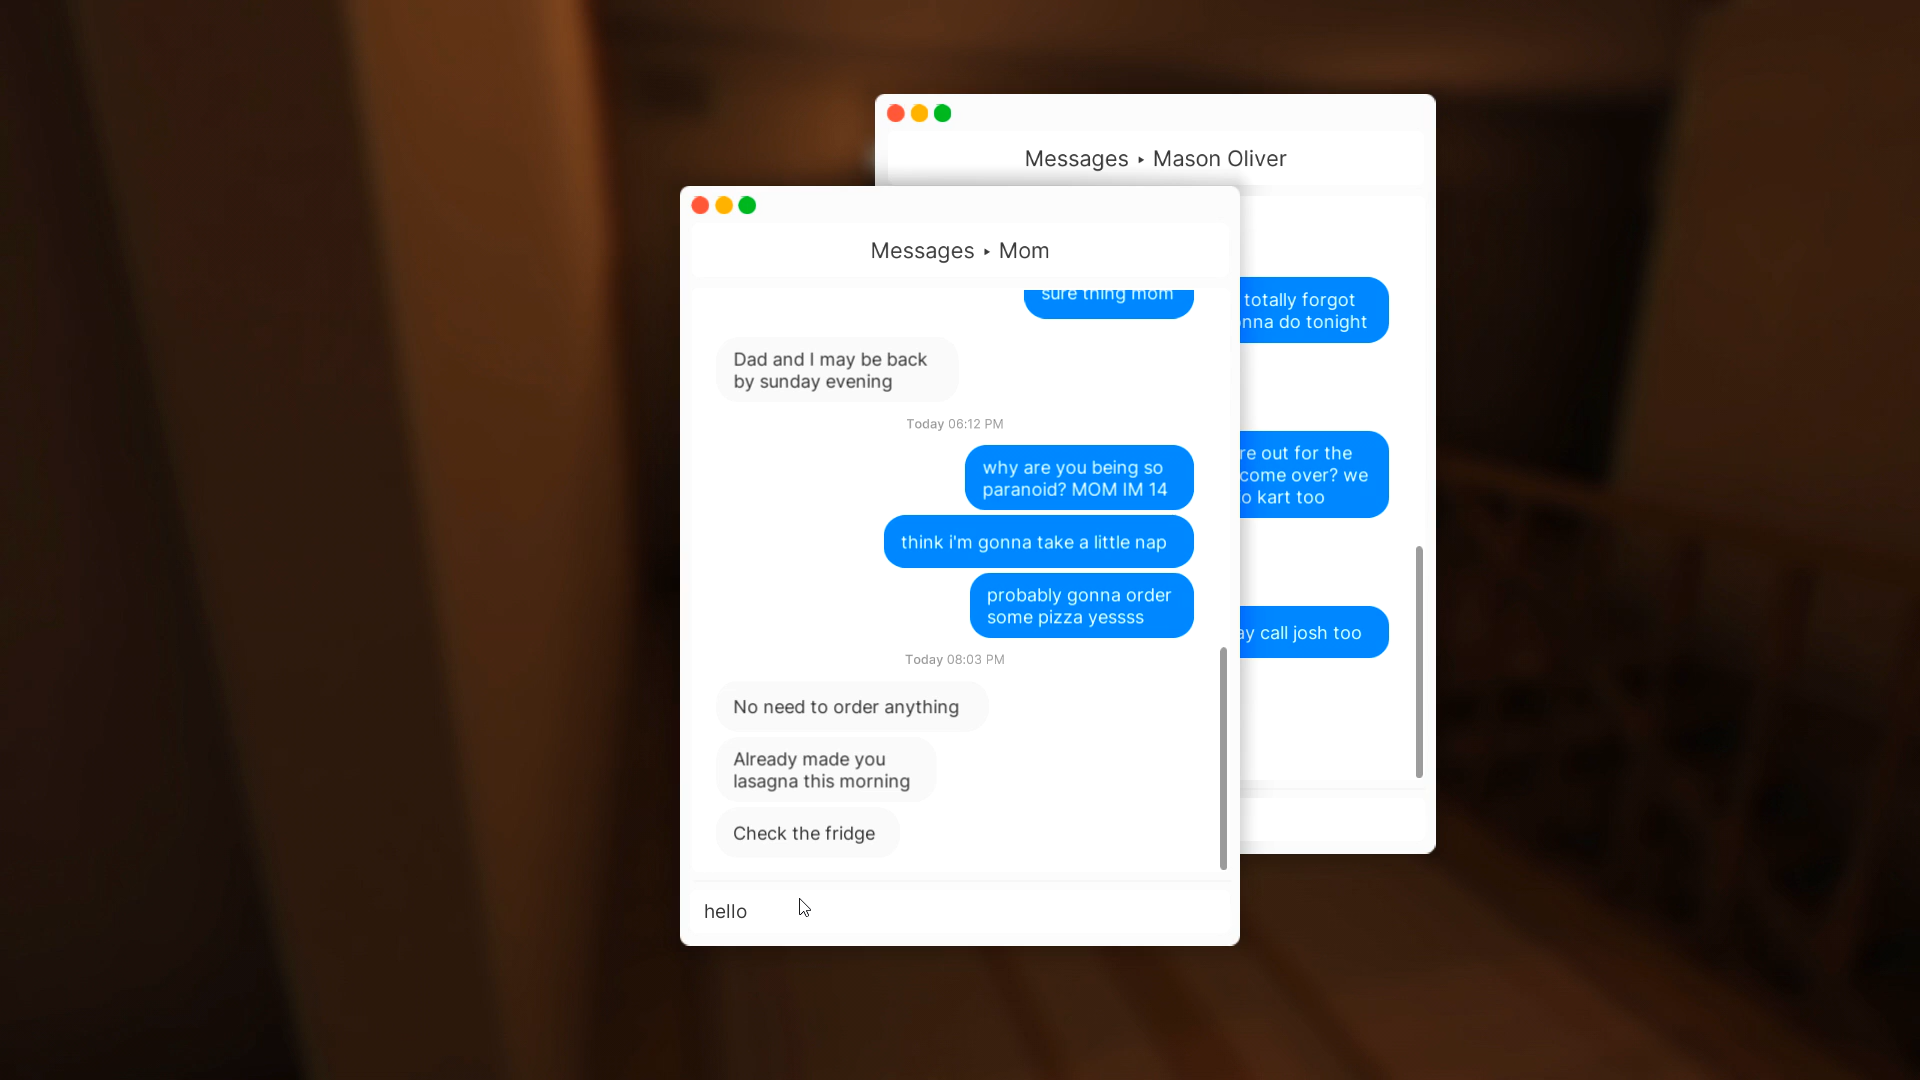 Messages ▸ Mason Oliver
totally forgot
nna do tonight
re out for the
come over? we
o kart too
ay call josh too
Messages ▸ Mom
sure thing mom
Dad and I may be back
by sunday evening
Today 06:12 PM
why are you being so
paranoid? MOM IM 14
think i'm gonna take a little nap
probably gonna order
some pizza yessss
Today 08:03 PM
No need to order anything
Already made you
lasagna this morning
Check the fridge
hello